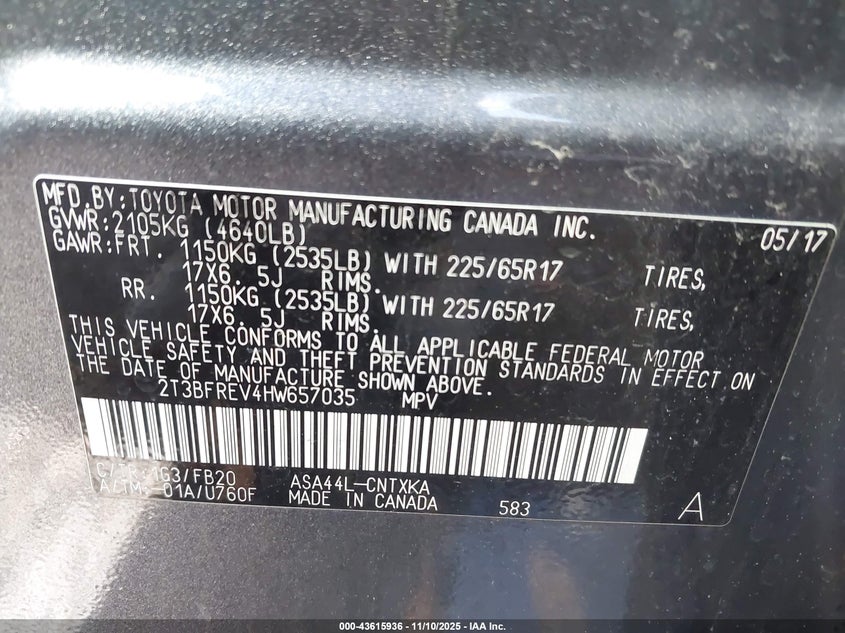 MFD.BY:TOYOTA MOTOR MANUFACTURING CANADA INC. 05/17
GVWR:2105KG (4640LB)
GAWR:FRT. 1150KG (2535LB) WITH 225/65R17 TIRES,
17X6. 5J RIMS.
RR. 1150KG (2535LB) WITH 225/65R17 TIRES,
17X6. 5J RIMS.
THIS VEHICLE CONFORMS TO ALL APPLICABLE FEDERAL MOTOR
VEHICLE SAFETY AND THEFT PREVENTION STANDARDS IN EFFECT ON
THE DATE OF MANUFACTURE SHOWN ABOVE.
2T3BFREV4HW657035 MPV
C/TR 1G3/FB20 ASA44L-CNTXKA
A/TM -01A/U760F MADE IN CANADA 583 A
000-43615936 - 11/10/2025 - IAA Inc.